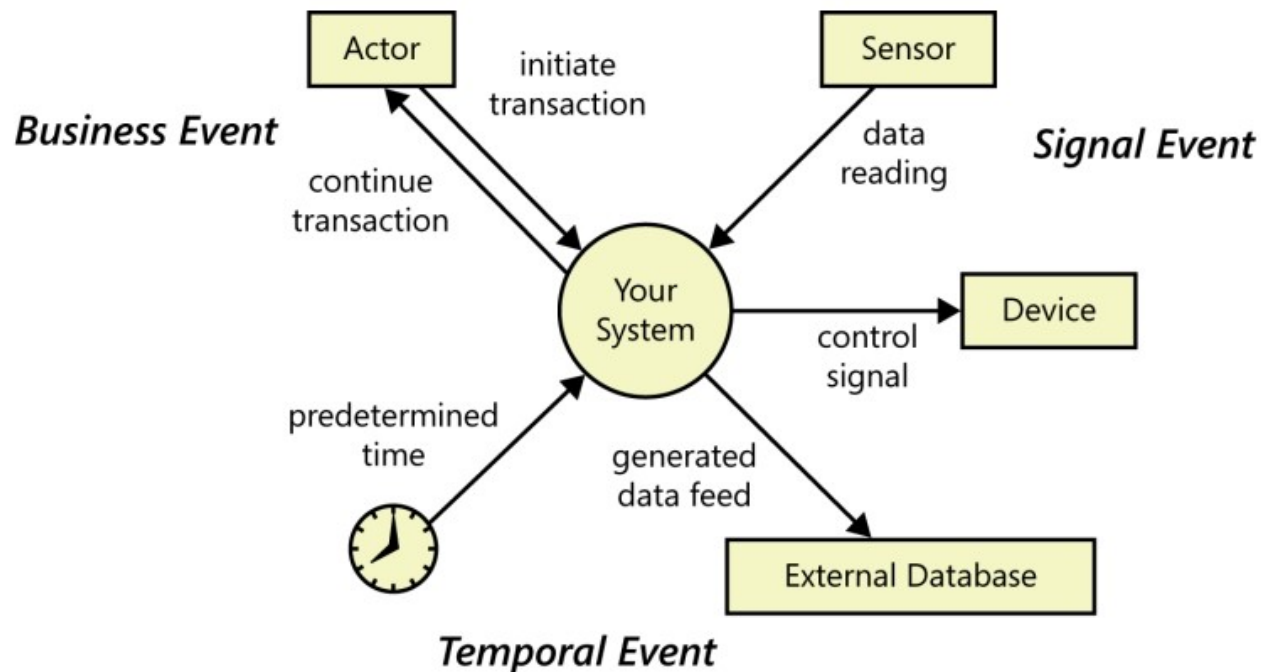 Actor
Sensor
initiate
transaction
Business Event
data
reading
Signal Event
continue
transaction
Your
System
Device
control
signal
predetermined
time
generated
data feed
External Database
Temporal Event